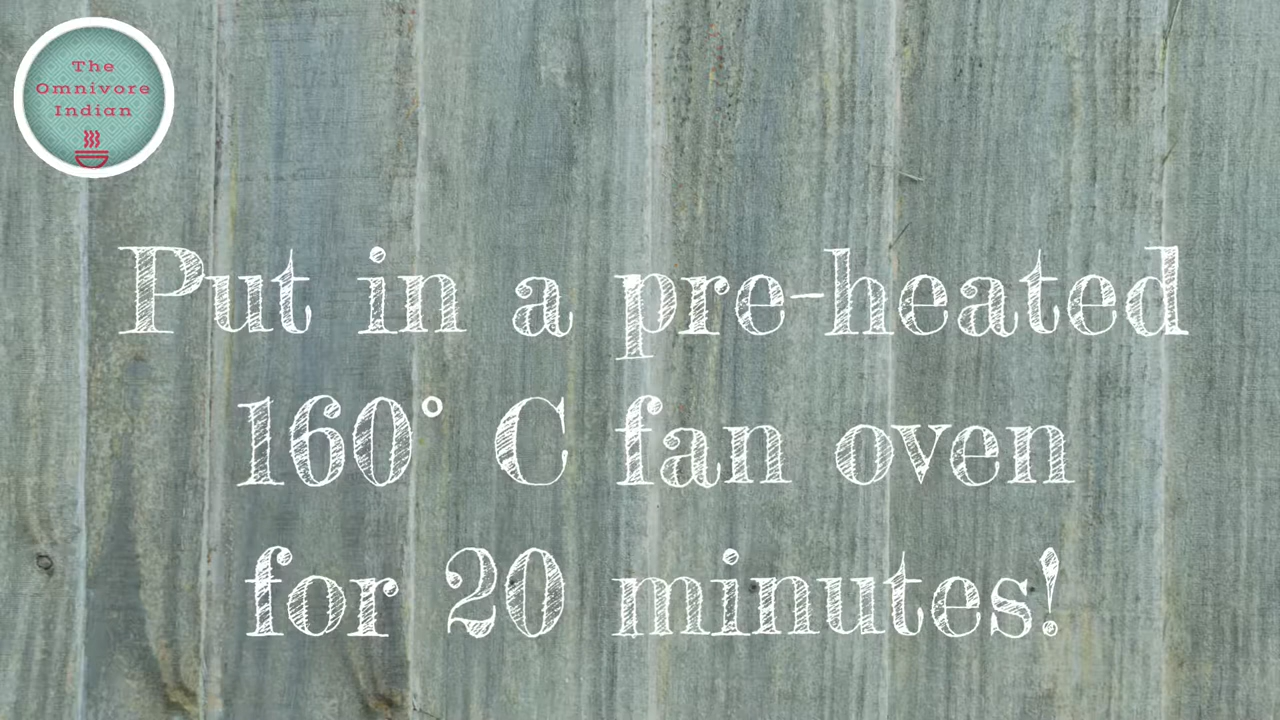 The
Omnivore
Indian
Put in a pre-heated
160° C fan oven
for 20 minutes!